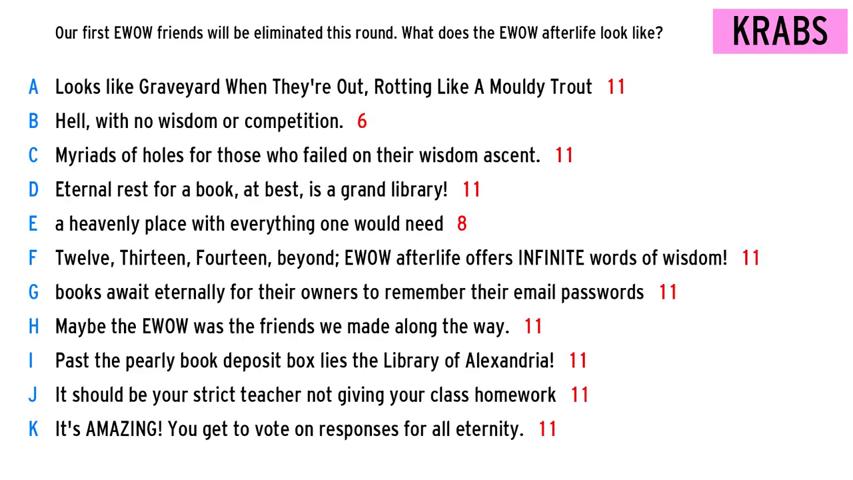 Our first EWOW friends will be eliminated this round. What does the EWOW afterlife look like?
KRABS
A Looks like Graveyard When They're Out, Rotting Like A Mouldy Trout 11
B Hell, with no wisdom or competition. 6
C Myriads of holes for those who failed on their wisdom ascent. 11
D Eternal rest for a book, at best, is a grand library! 11
E a heavenly place with everything one would need 8
F Twelve, Thirteen, Fourteen, beyond; EWOW afterlife offers INFINITE words of wisdom! 11
G books await eternally for their owners to remember their email passwords 11
H Maybe the EWOW was the friends we made along the way. 11
I Past the pearly book deposit box lies the Library of Alexandria! 11
J It should be your strict teacher not giving your class homework 11
K It's AMAZING! You get to vote on responses for all eternity. 11